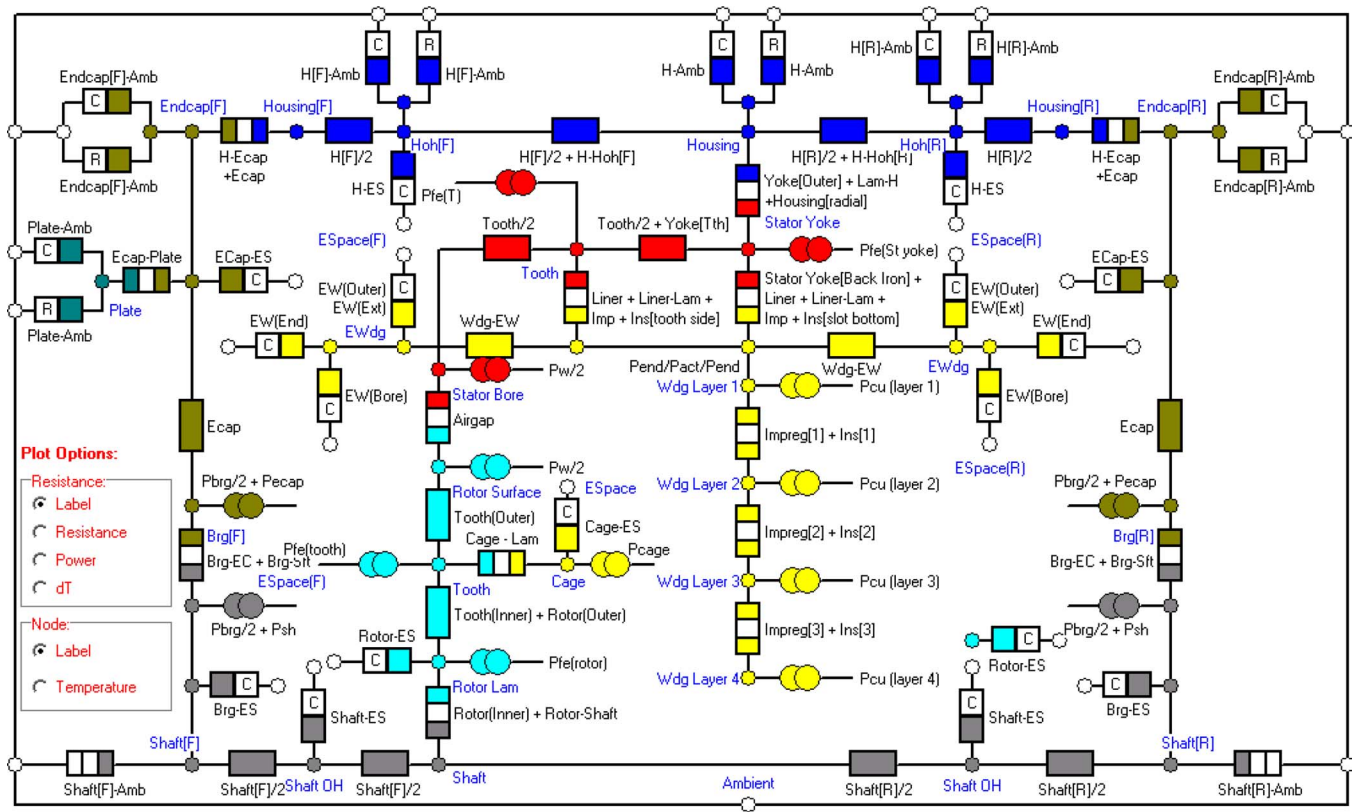 C
R
C
R
C
R
H[F]-Amb
H[F]-Amb
H-Amb
H-Amb
H[R]-Amb
H[R]-Amb
Endcap[F]-Amb
Endcap[R]-Amb
C
C
Endcap[F]
Housing[F]
Housing[R]
Endcap[R]
R
R
Endcap[F]-Amb
Endcap[R]-Amb
H-Ecap
+Ecap
H[F]/2
Hoh[F]
H[F]/2 + H-Hoh[F]
Housing
H[R]/2 + H-Hoh[R]
Hoh[R]
H[R]/2
H-Ecap
+Ecap
C
H-ES
Pfe(T)
Yoke[Outer] + Lam-H
+Housing[radial]
C
H-ES
Plate-Amb
C
ESpace(F)
Tooth/2
Tooth/2 + Yoke[Tth]
Stator Yoke
Pfe(St yoke)
ESpace(R)
Ecap-Plate
ECap-ES
C
C
EW(Outer)
EW(Ext)
Tooth
Liner + Liner-Lam +
Imp + Ins[tooth side]
Stator Yoke[Back Iron] +
Liner + Liner-Lam +
Imp + Ins[slot bottom]
C
EW(Outer)
EW(Ext)
ECap-ES
C
R
Plate
Plate-Amb
EW(End)
C
EWdg
Wdg-EW
EW(End)
C
Pend/Pact/Pend
Wdg-EW
EWdg
C
EW(Bore)
Pw/2
Stator Bore
Wdg Layer 1
Pcu (layer 1)
C
EW(Bore)
Ecap
Airgap
Impreg[1] + Ins[1]
Ecap
Plot Options:
Resistance:
Label
Resistance
Power
dT
Node:
Label
Temperature
Pbrg/2 + Pecap
Pw/2
Rotor Surface
ESpace
ESpace(R)
Wdg Layer 2
Pcu (layer 2)
Pbrg/2 + Pecap
Tooth(Outer)
C
Cage-ES
Brg[F]
Brg-EC + Brg-Sft
Impreg[2] + Ins[2]
Brg[R]
Brg-EC + Brg-Sft
Pfe(tooth)
Cage - Lam
Pcage
ESpace(F)
Tooth
Cage
Wdg Layer 3
Pcu (layer 3)
Pbrg/2 + Psh
Tooth(Inner) + Rotor(Outer)
Impreg[3] + Ins[3]
Pbrg/2 + Psh
Rotor-ES
C
Pfe(rotor)
Rotor Lam
C
Rotor-ES
Wdg Layer 4
Pcu (layer 4)
C
Brg-ES
C
Shaft-ES
Rotor(Inner) + Rotor-Shaft
C
Shaft-ES
C
Brg-ES
Shaft[F]
Shaft[R]
Shaft[F]-Amb
Shaft[F]/2
Shaft OH
Shaft[F]/2
Shaft
Ambient
Shaft[R]/2
Shaft OH
Shaft[R]/2
Shaft[R]-Amb